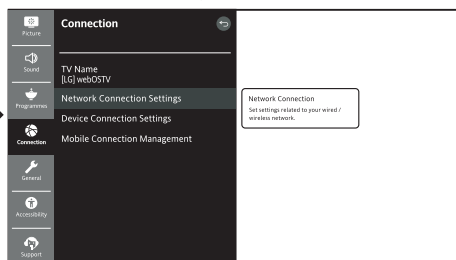 Picture
Sound
Programmes
Connection
General
Accessibility
Support
Connection
TV Name
[LG] webOSTV
Network Connection Settings
Device Connection Settings
Mobile Connection Management
Network Connection
Set settings related to your wired /
wireless network.